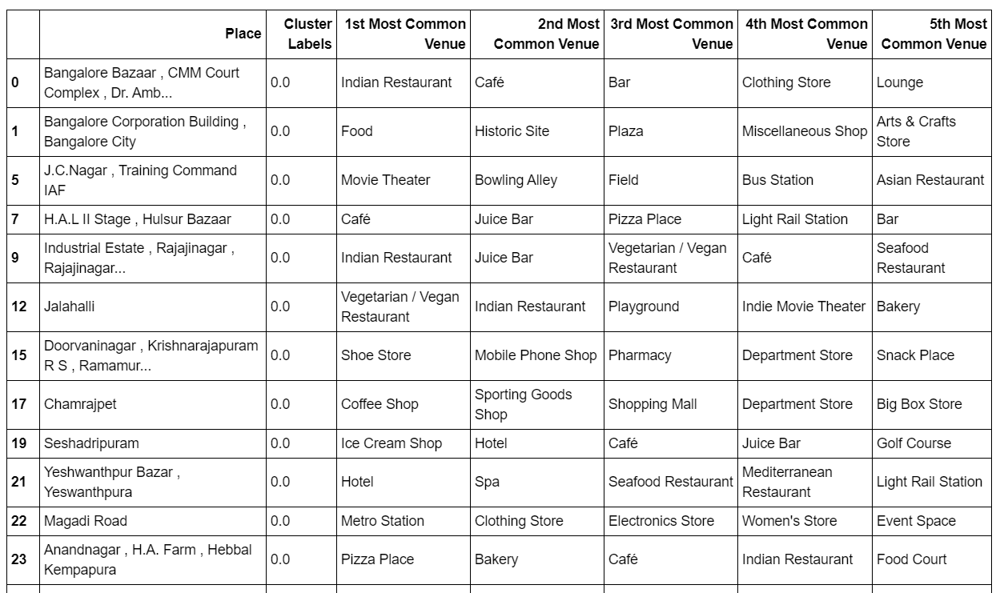 Place Cluster Labels 1st Most Common Venue 2nd Most Common Venue 3rd Most Common Venue 4th Most Common Venue 5th Most Common Venue
0 Bangalore Bazaar , CMM Court Complex , Dr. Amb... 0.0 Indian Restaurant Café Bar Clothing Store Lounge
1 Bangalore Corporation Building , Bangalore City 0.0 Food Historic Site Plaza Miscellaneous Shop Arts & Crafts Store
5 J.C.Nagar , Training Command IAF 0.0 Movie Theater Bowling Alley Field Bus Station Asian Restaurant
7 H.A.L II Stage , Hulsur Bazaar 0.0 Café Juice Bar Pizza Place Light Rail Station Bar
9 Industrial Estate , Rajajinagar , Rajajinagar... 0.0 Indian Restaurant Juice Bar Vegetarian / Vegan Restaurant Café Seafood Restaurant
12 Jalahalli 0.0 Vegetarian / Vegan Restaurant Indian Restaurant Playground Indie Movie Theater Bakery
15 Doorvaninagar , Krishnarajapuram R S , Ramamur... 0.0 Shoe Store Mobile Phone Shop Pharmacy Department Store Snack Place
17 Chamrajpet 0.0 Coffee Shop Sporting Goods Shop Shopping Mall Department Store Big Box Store
19 Seshadripuram 0.0 Ice Cream Shop Hotel Café Juice Bar Golf Course
21 Yeshwanthpur Bazar , Yeswanthpura 0.0 Hotel Spa Seafood Restaurant Mediterranean Restaurant Light Rail Station
22 Magadi Road 0.0 Metro Station Clothing Store Electronics Store Women's Store Event Space
23 Anandnagar , H.A. Farm , Hebbal Kempapura 0.0 Pizza Place Bakery Café Indian Restaurant Food Court